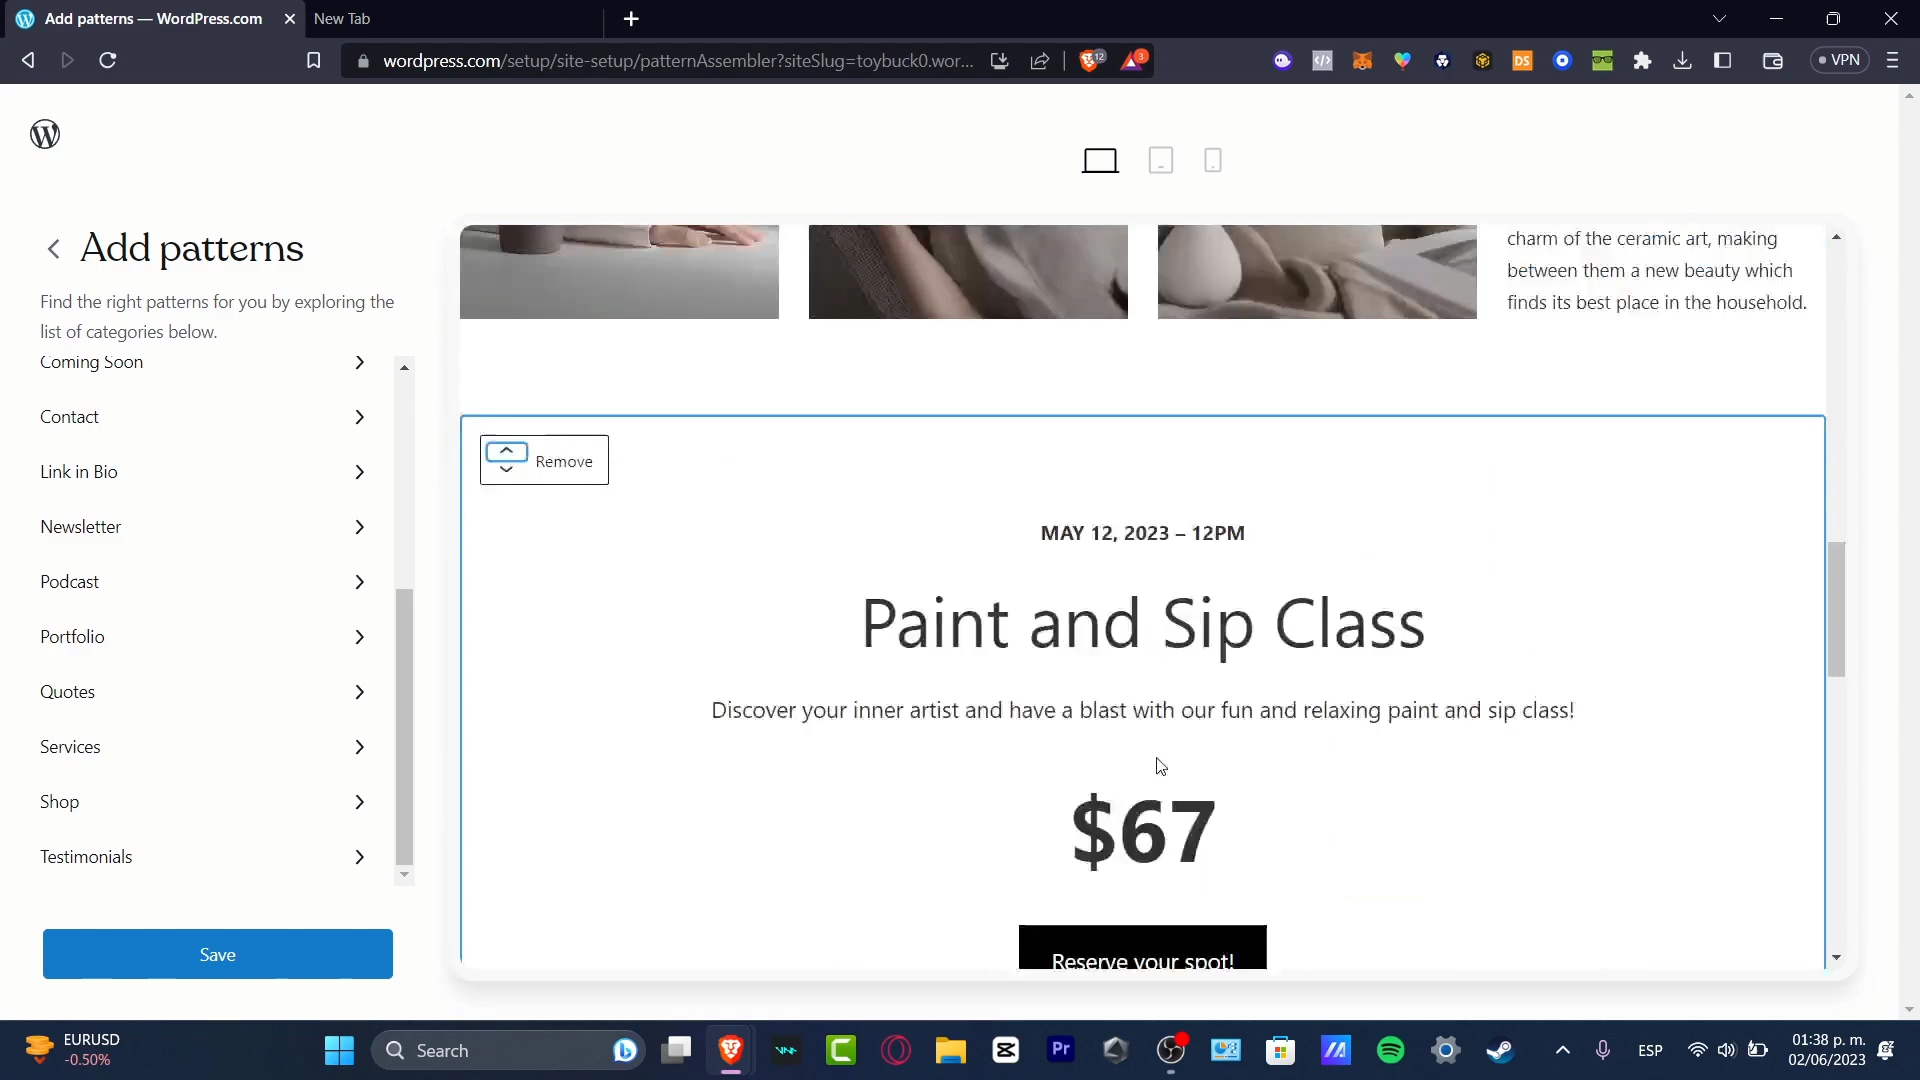 Add patterns — WordPress.com
New Tab
wordpress.com/setup/site-setup/patternAssembler?siteSlug=toybuck0.wor...
12
3
DS
VPN
Add patterns
Find the right patterns for you by exploring the
list of categories below.
Coming Soon
Contact
Link in Bio
Newsletter
Podcast
Portfolio
Quotes
Services
Shop
Testimonials
Save
charm of the ceramic art, making
between them a new beauty which
finds its best place in the household.
Remove
MAY 12, 2023 – 12PM
Paint and Sip Class
Discover your inner artist and have a blast with our fun and relaxing paint and sip class!
$67
Reserve your spot!
EURUSD
-0.50%
Search
Pr
ESP
01:38 p. m.
02/06/2023